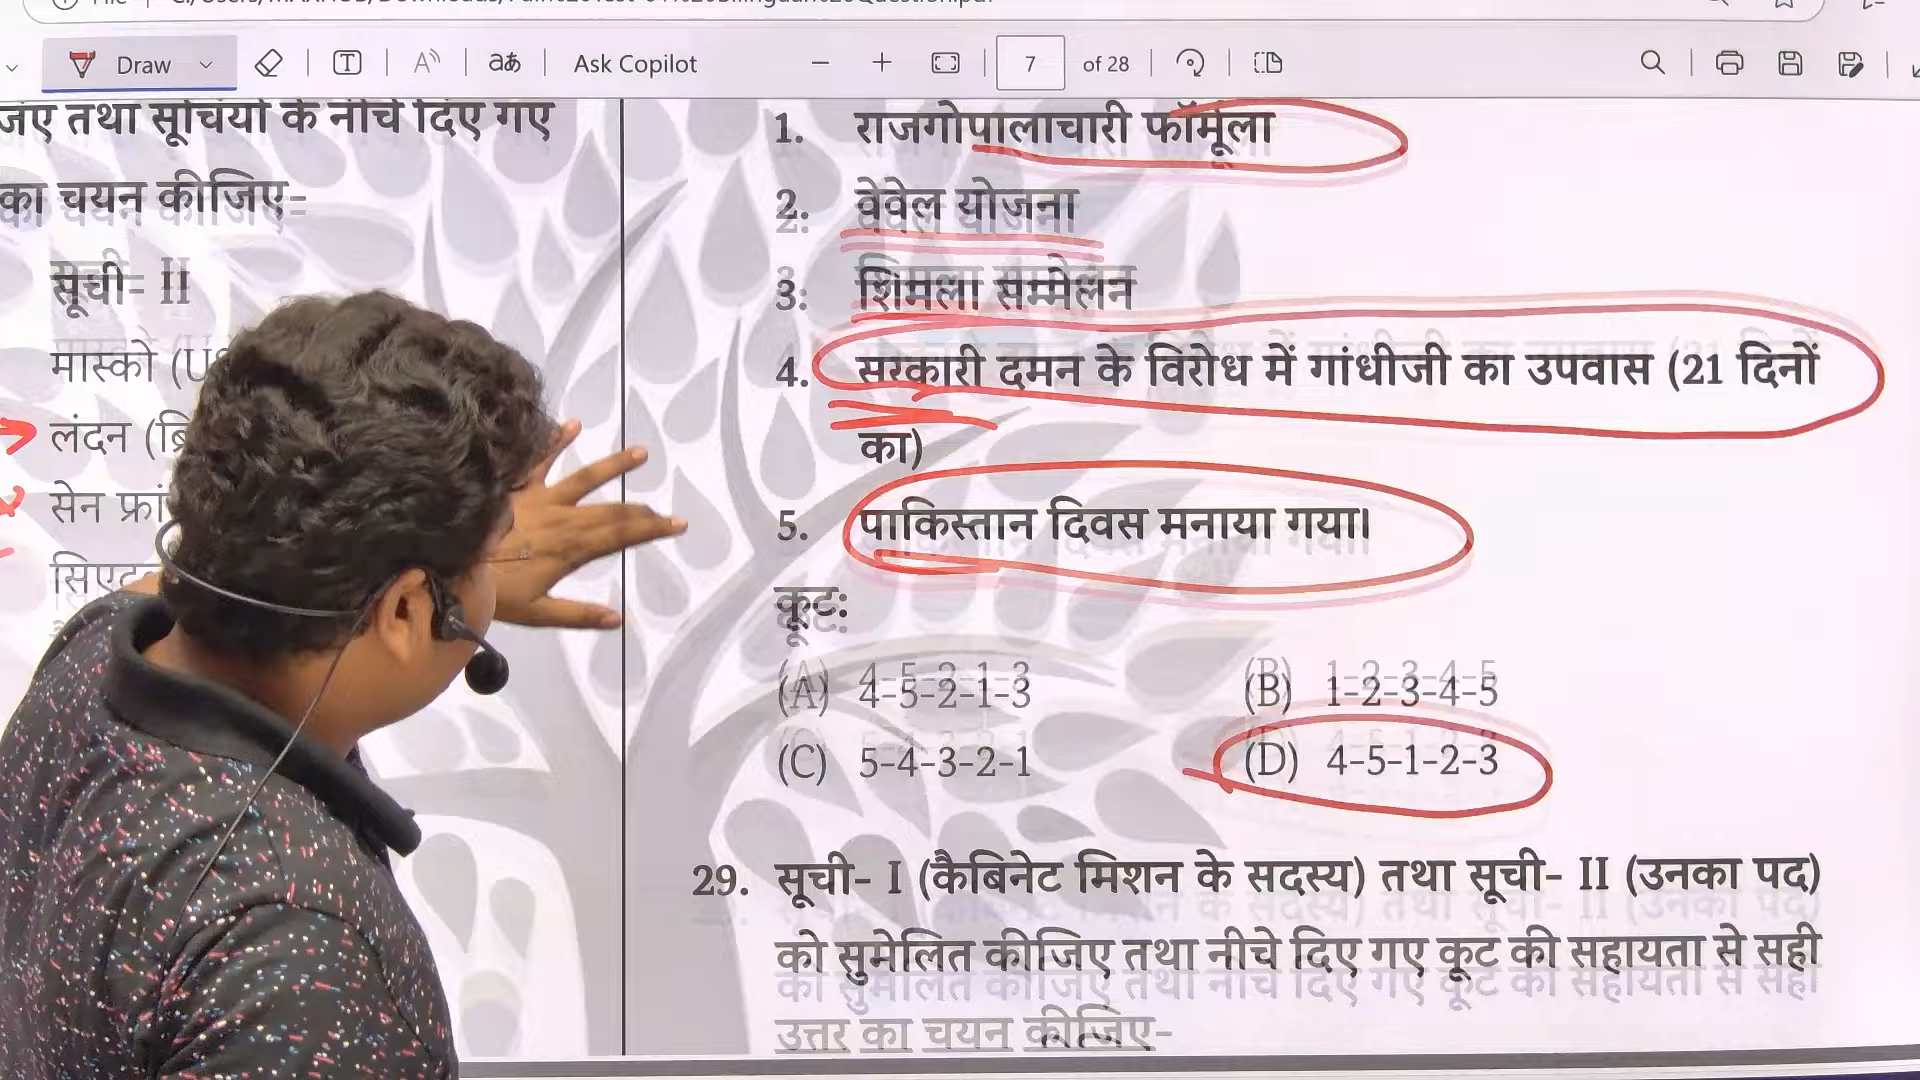 Draw
Ask Copilot
7 of 28
जिए तथा सूचियों के नीचे दिए गए
का चयन कीजिए-
सूची- II
मास्को (U
लंदन (ब्रि
सेन फ्रां
1. राजगोपालाचारी फॉर्मूला
2. वेवेल योजना
3. शिमला सम्मेलन
4. सरकारी दमन के विरोध में गांधीजी का उपवास (21 दिनों
का)
5. पाकिस्तान दिवस मनाया गया।
कूट:
(A) 4-5-2-1-3 (B) 1-2-3-4-5
(C) 5-4-3-2-1 (D) 4-5-1-2-3
29. सूची- I (कैबिनेट मिशन के सदस्य) तथा सूची- II (उनका पद)
को सुमेलित कीजिए तथा नीचे दिए गए कूट की सहायता से सही
उत्तर का चयन कीजिए-